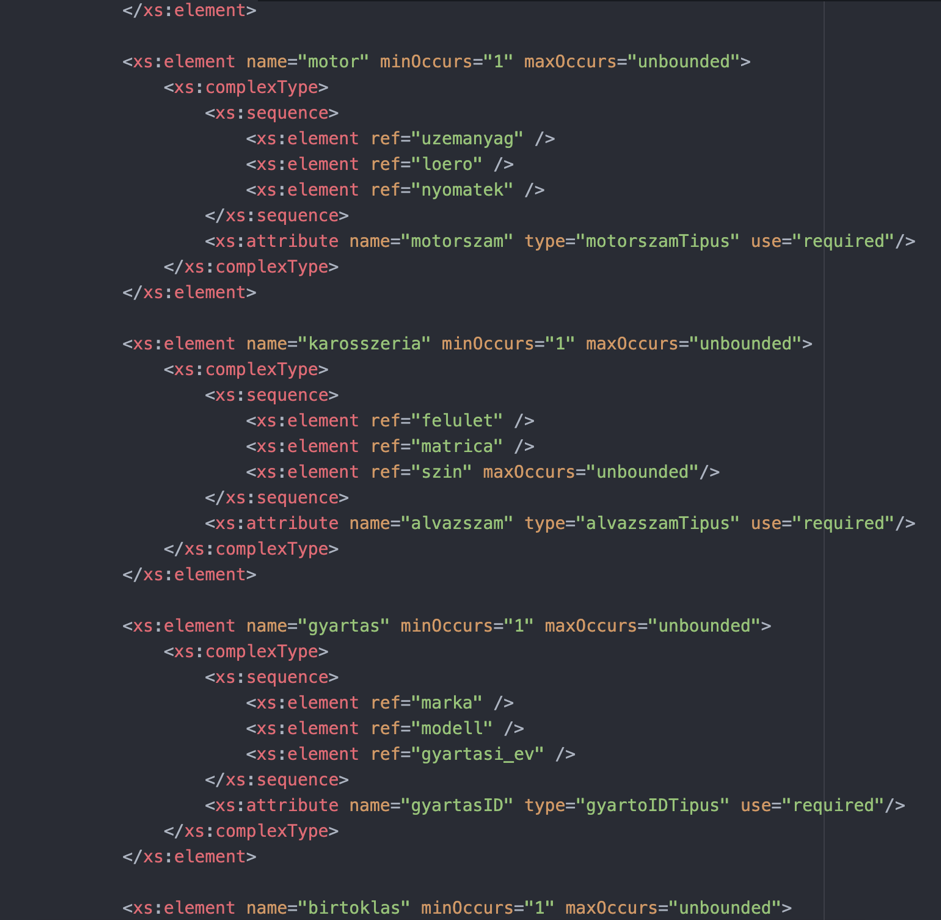 </xs:element>
<xs:element name="motor" minOccurs="1" maxOccurs="unbounded">
<xs:complexType>
<xs:sequence>
<xs:element ref="uzemanyag" />
<xs:element ref="loero" />
<xs:element ref="nyomatek" />
</xs:sequence>
<xs:attribute name="motorszam" type="motorszamTipus" use="required"/>
</xs:complexType>
</xs:element>
<xs:element name="karosszeria" minOccurs="1" maxOccurs="unbounded">
<xs:complexType>
<xs:sequence>
<xs:element ref="felulet" />
<xs:element ref="matrica" />
<xs:element ref="szin" maxOccurs="unbounded"/>
</xs:sequence>
<xs:attribute name="alvazszam" type="alvazszamTipus" use="required"/>
</xs:complexType>
</xs:element>
<xs:element name="gyartas" minOccurs="1" maxOccurs="unbounded">
<xs:complexType>
<xs:sequence>
<xs:element ref="marka" />
<xs:element ref="modell" />
<xs:element ref="gyartasi_ev" />
</xs:sequence>
<xs:attribute name="gyartasID" type="gyartoIDTipus" use="required"/>
</xs:complexType>
</xs:element>
<xs:element name="birtoklas" minOccurs="1" maxOccurs="unbounded">